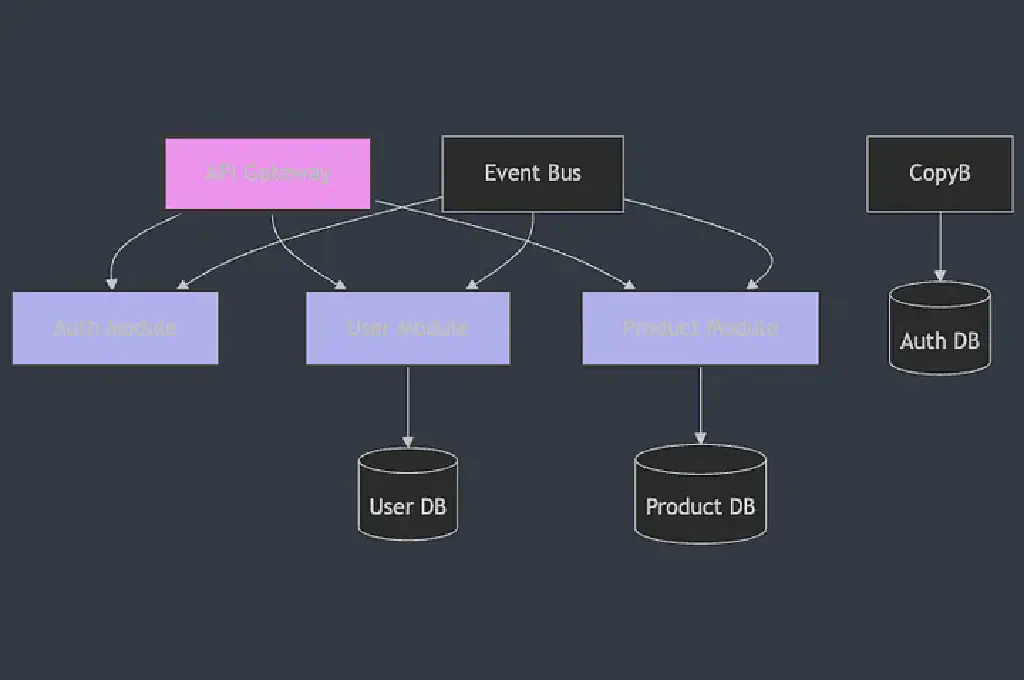 API Gateway
Event Bus
CopyB
Auth Module
User Module
Product Module
Auth DB
User DB
Product DB